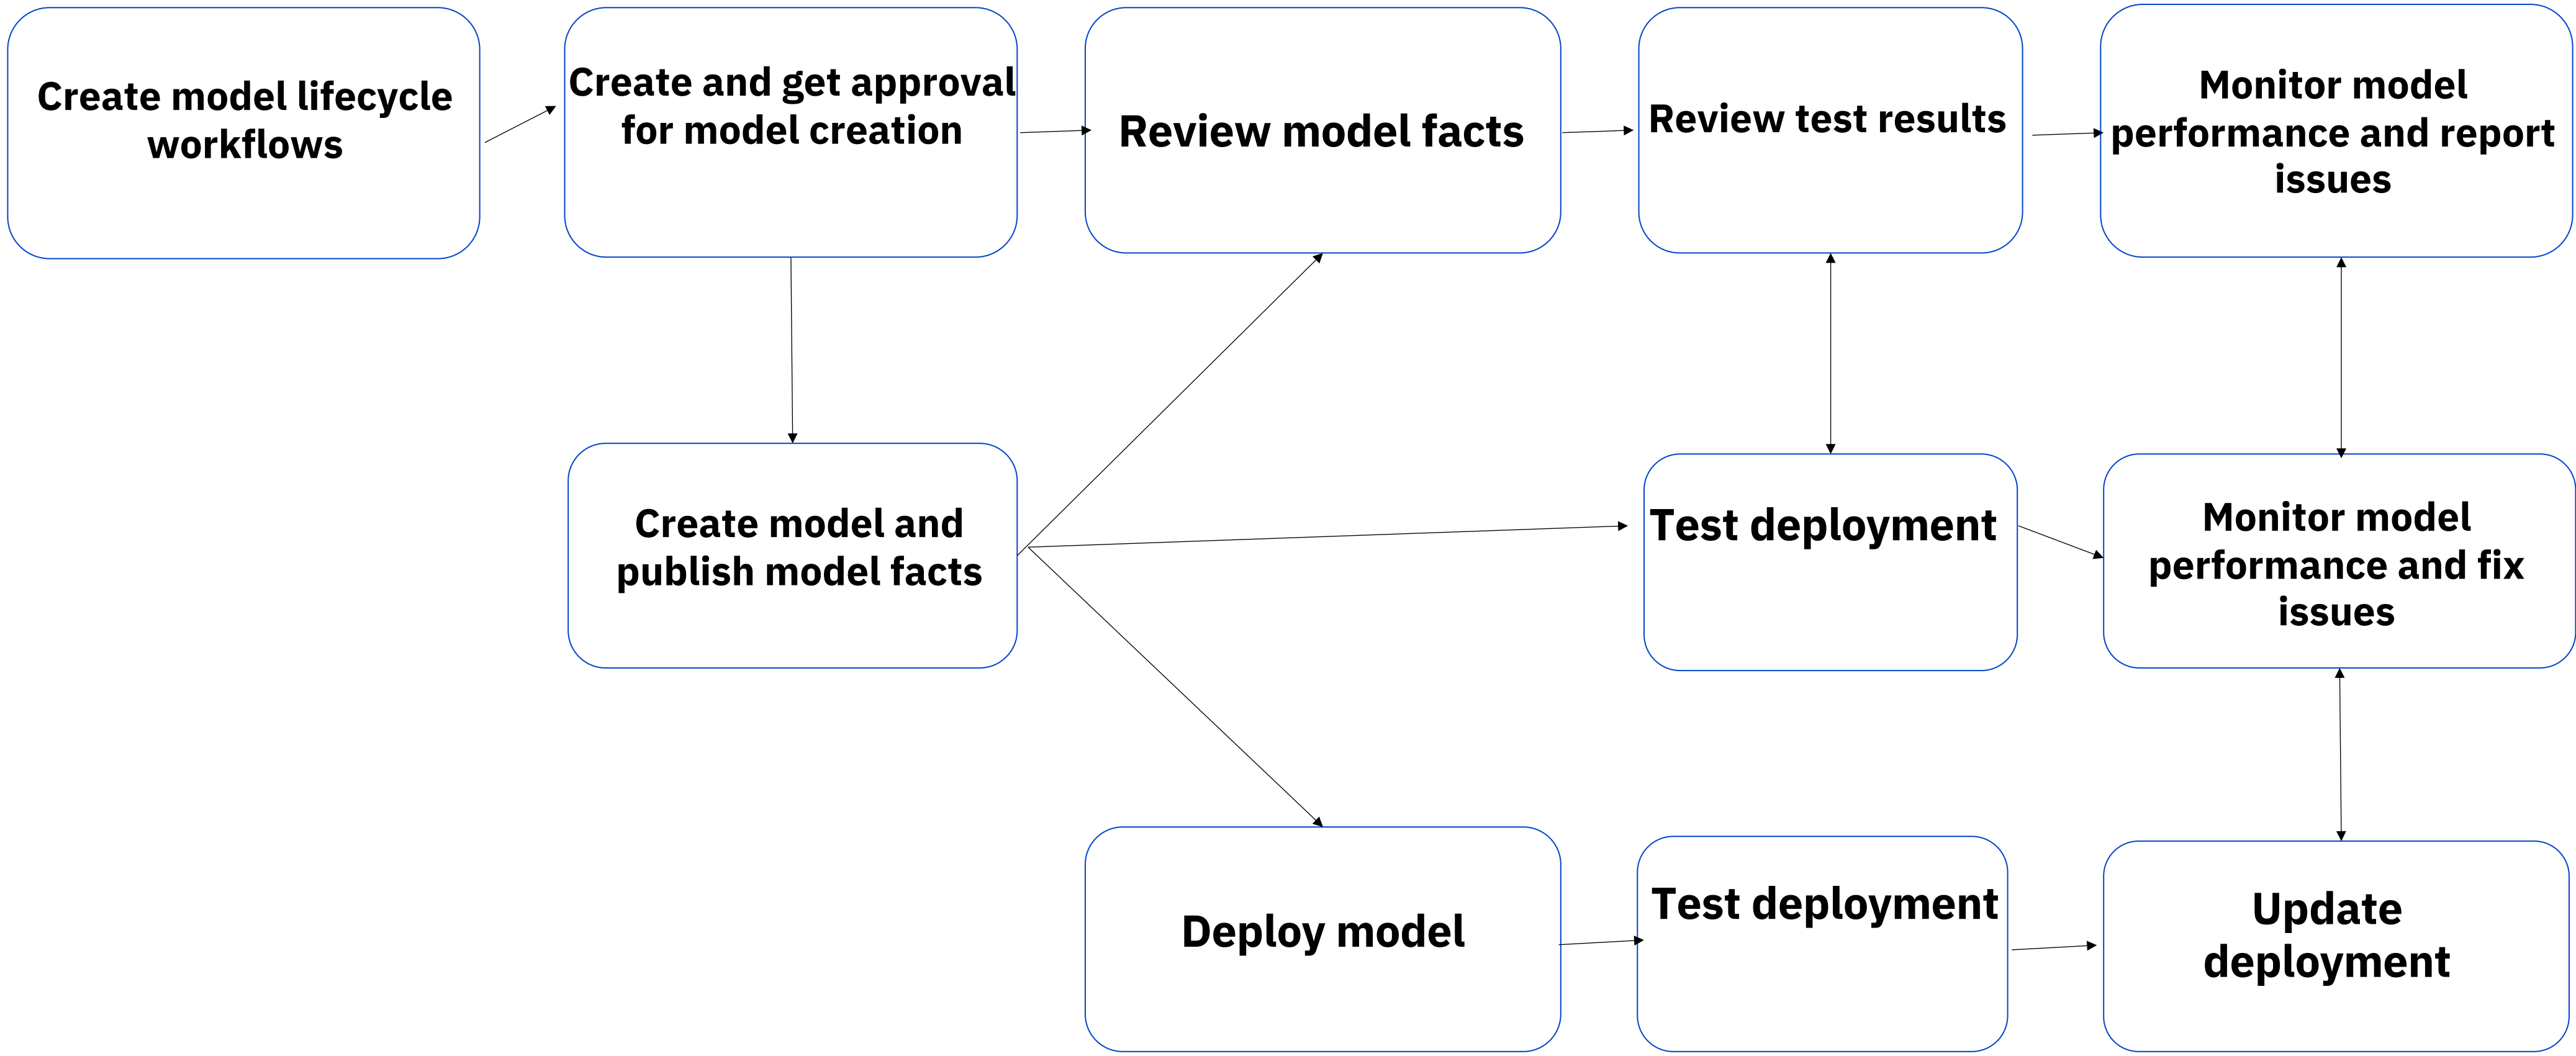 Create model lifecycle
workflows
Create and get approval
for model creation
Review model facts
Review test results
Monitor model
performance and report
issues
Create model and
publish model facts
Test deployment
Monitor model
performance and fix
issues
Deploy model
Test deployment
Update
deployment